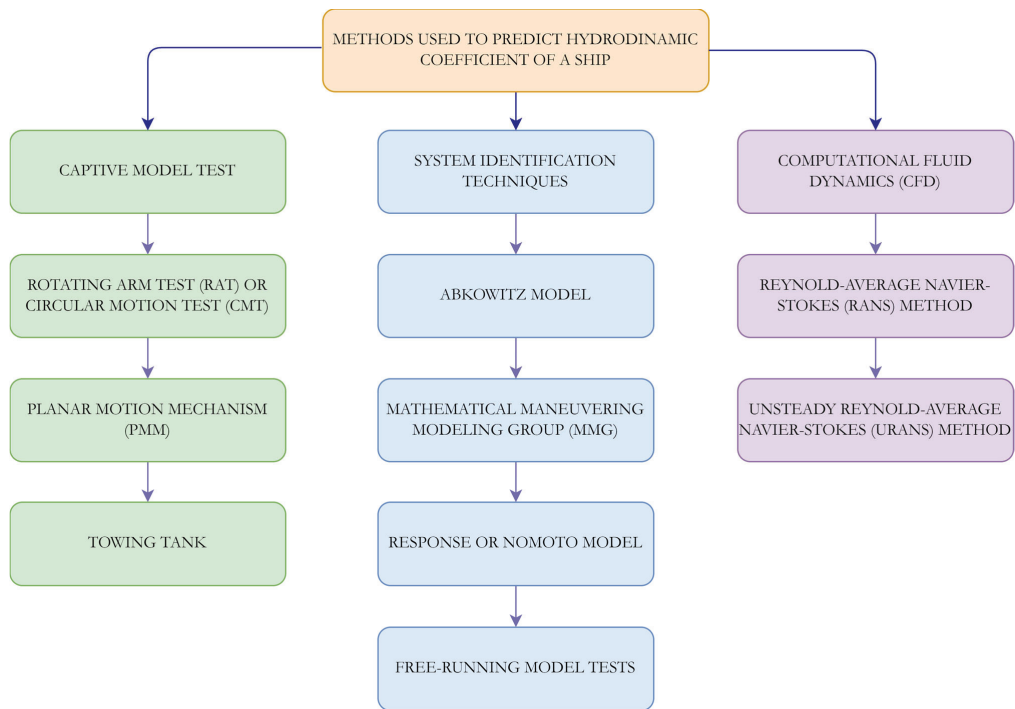 METHODS USED TO PREDICT HYDRODINAMIC
COEFFICIENT OF A SHIP
CAPTIVE MODEL TEST
ROTATING ARM TEST (RAT) OR
CIRCULAR MOTION TEST (CMT)
PLANAR MOTION MECHANISM
(PMM)
TOWING TANK
SYSTEM IDENTIFICATION
TECHNIQUES
ABKOWITZ MODEL
MATHEMATICAL MANEUVERING
MODELING GROUP (MMG)
RESPONSE OR NOMOTO MODEL
FREE-RUNNING MODEL TESTS
COMPUTATIONAL FLUID
DYNAMICS (CFD)
REYNOLD-AVERAGE NAVIER-
STOKES (RANS) METHOD
UNSTEADY REYNOLD-AVERAGE
NAVIER-STOKES (URANS) METHOD